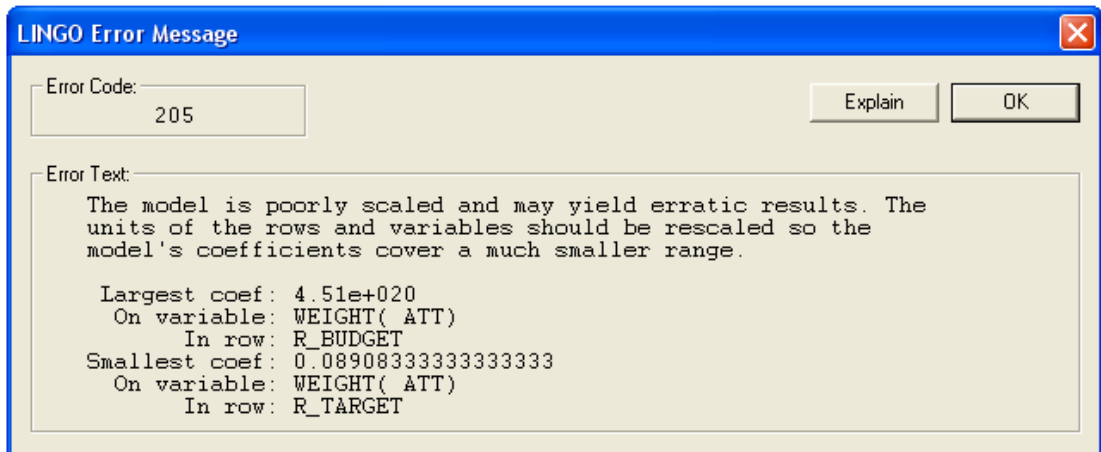 LINGO Error Message
Error Code:
205
Explain
OK
Error Text:
The model is poorly scaled and may yield erratic results. The
units of the rows and variables should be rescaled so the
model's coefficients cover a much smaller range.
Largest coef: 4.51e+020
On variable: WEIGHT( ATT)
In row: R_BUDGET
Smallest coef: 0.08908333333333333
On variable: WEIGHT( ATT)
In row: R_TARGET